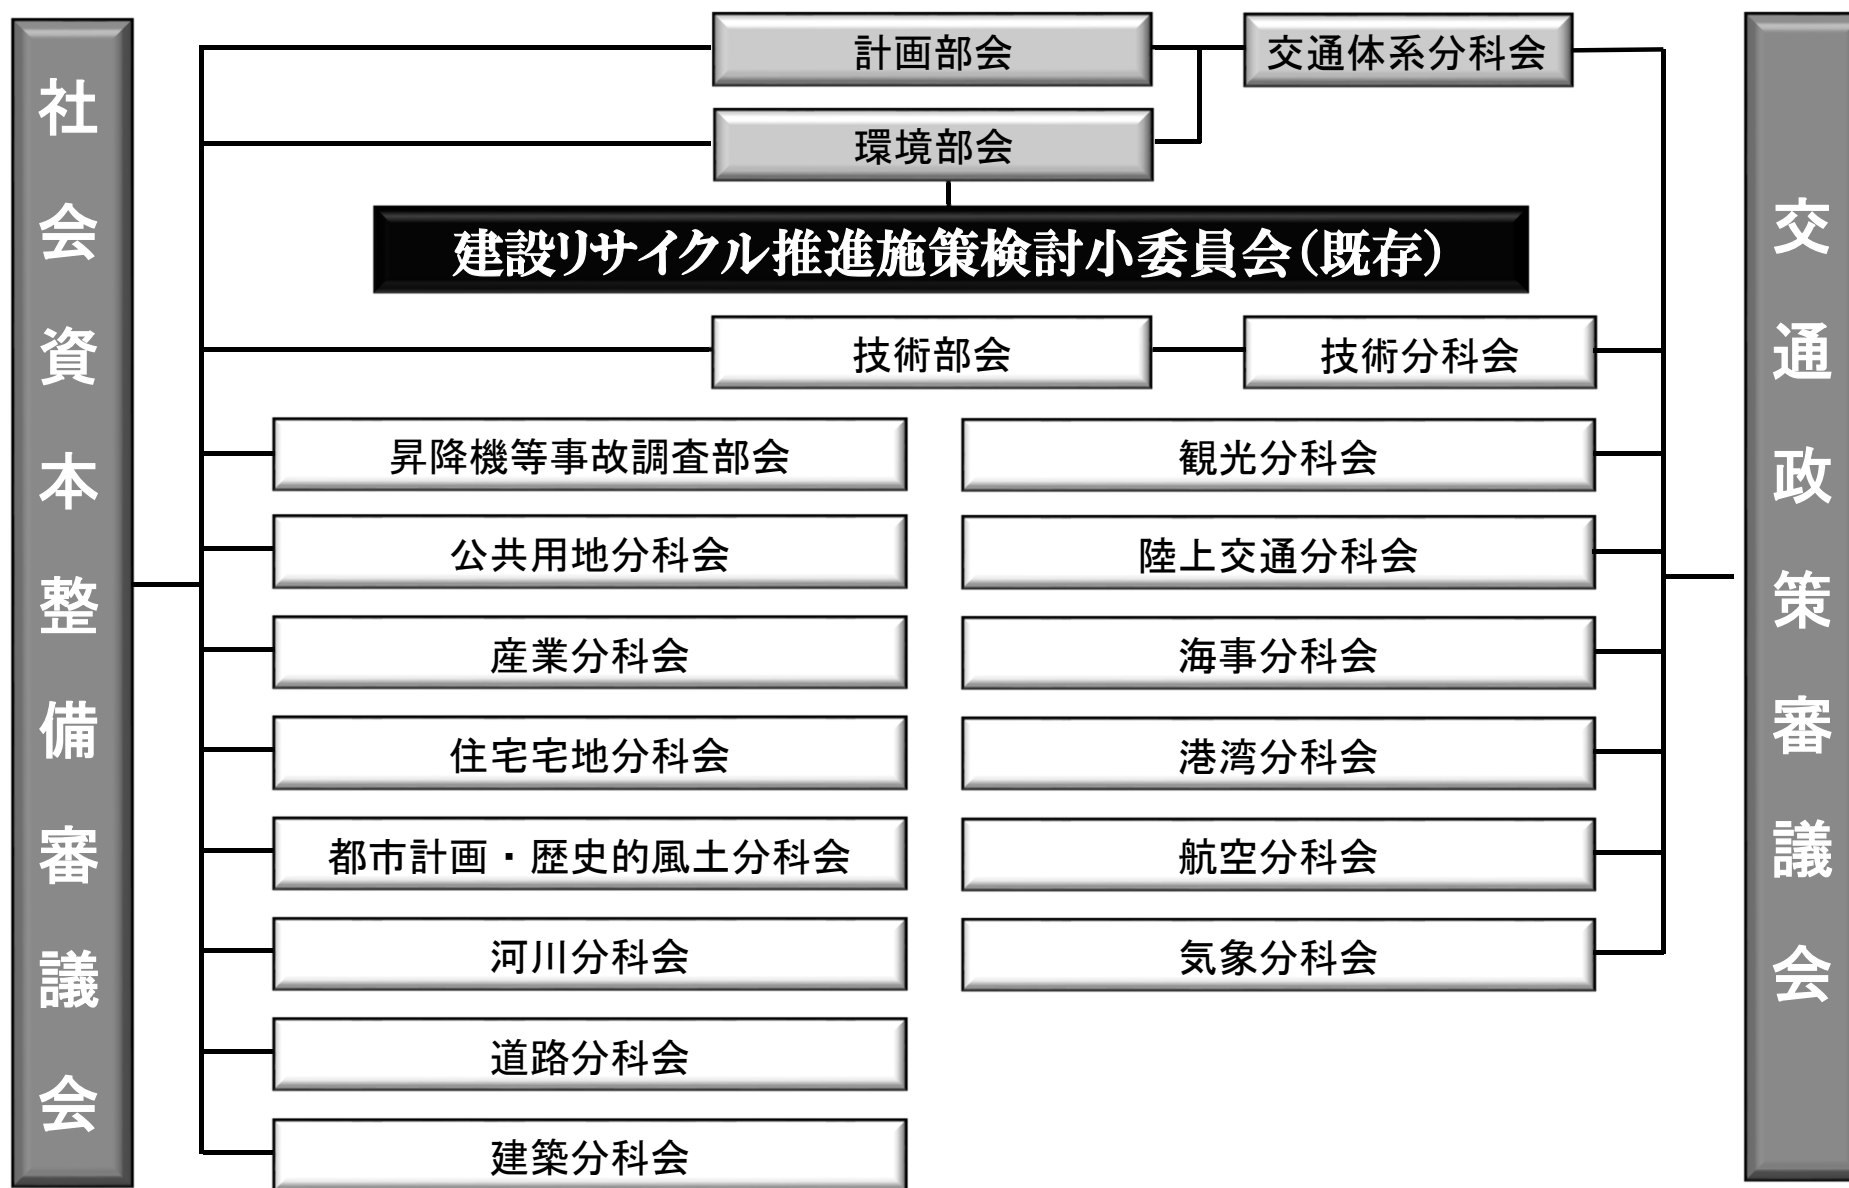 社会資本整備審議会
計画部会
交通体系分科会
環境部会
建設リサイクル推進施策検討小委員会(既存)
技術部会
技術分科会
昇降機等事故調査部会
観光分科会
公共用地分科会
陸上交通分科会
産業分科会
海事分科会
住宅宅地分科会
港湾分科会
都市計画・歴史的風土分科会
航空分科会
河川分科会
気象分科会
道路分科会
建築分科会
交通政策審議会